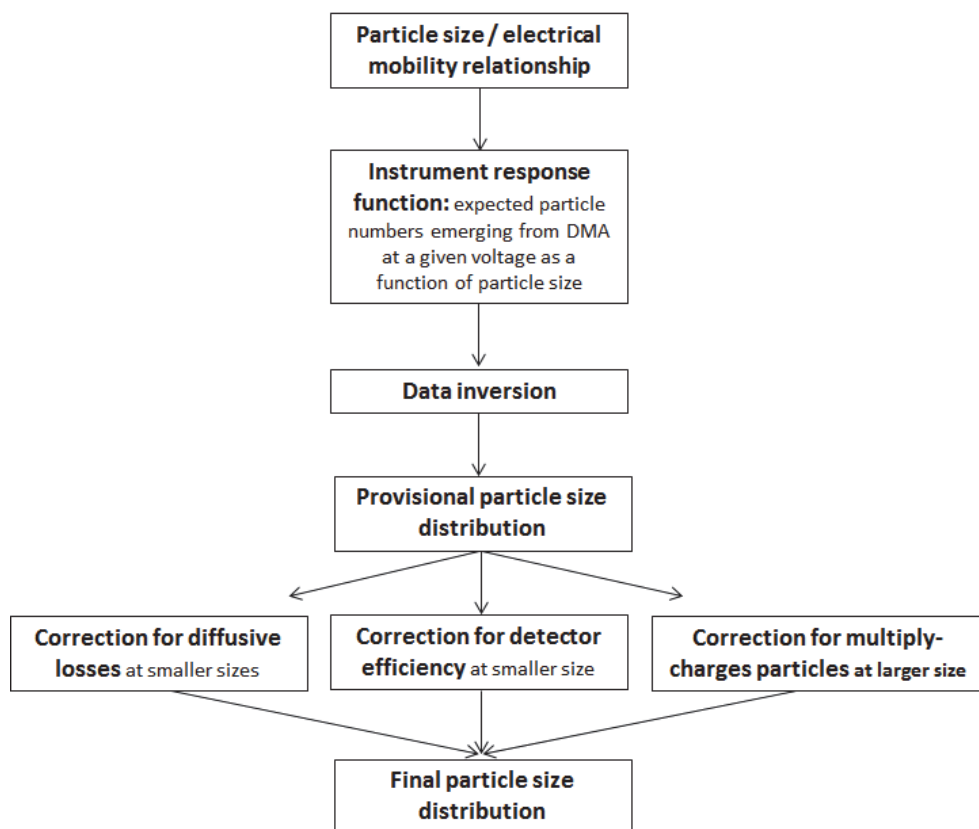 Particle size / electrical
mobility relationship
Instrument response
function: expected particle
numbers emerging from DMA
at a given voltage as a
function of particle size
Data inversion
Provisional particle size
distribution
Correction for diffusive
losses at smaller sizes
Correction for detector
efficiency at smaller size
Correction for multiply-
charges particles at larger size
Final particle size
distribution